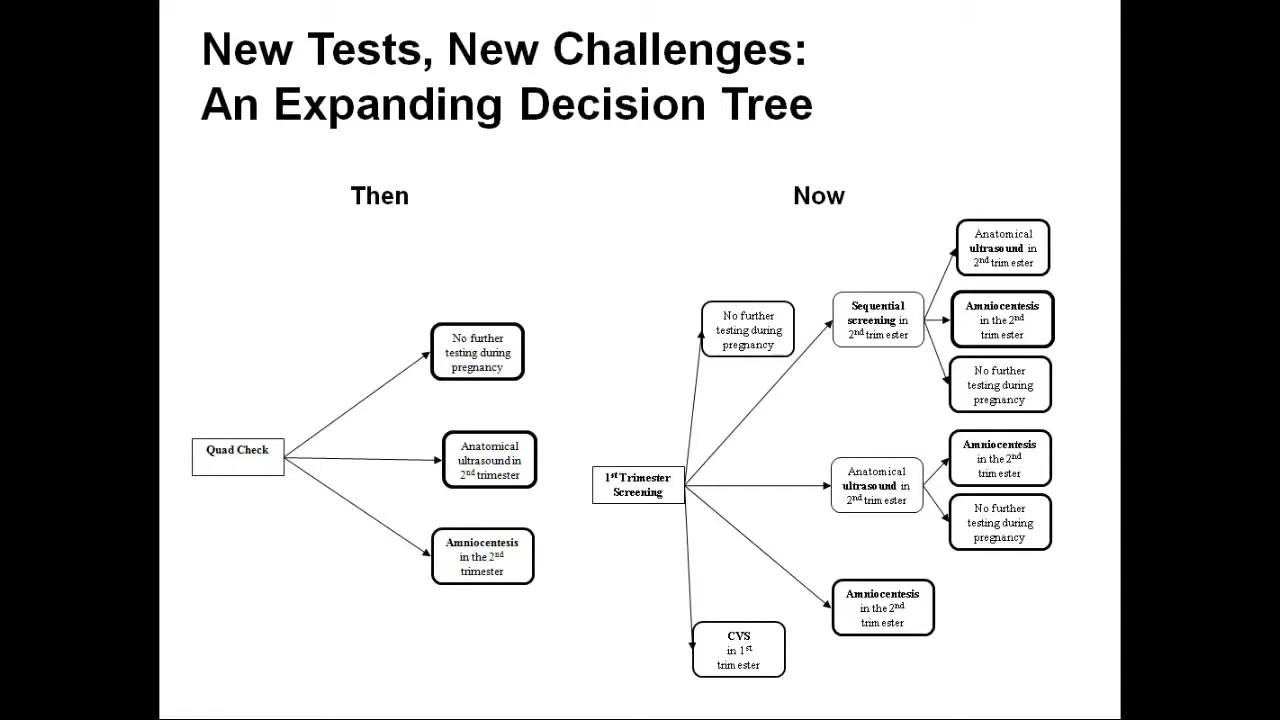 New Tests, New Challenges:
An Expanding Decision Tree
Then
Quad Check
No further
testing during
pregnancy
Anatomical
ultrasound in
2nd trimester
Amniocentesis
in the 2nd
trimester
Now
1st Trimester
Screening
No further
testing during
pregnancy
Sequential
screening in
2nd trimester
Anatomical
ultrasound in
2nd trimester
Amniocentesis
in the 2nd
trimester
No further
testing during
pregnancy
Anatomical
ultrasound in
2nd trimester
Amniocentesis
in the 2nd
trimester
No further
testing during
pregnancy
Amniocentesis
in the 2nd
trimester
CVS
in 1st
trimester